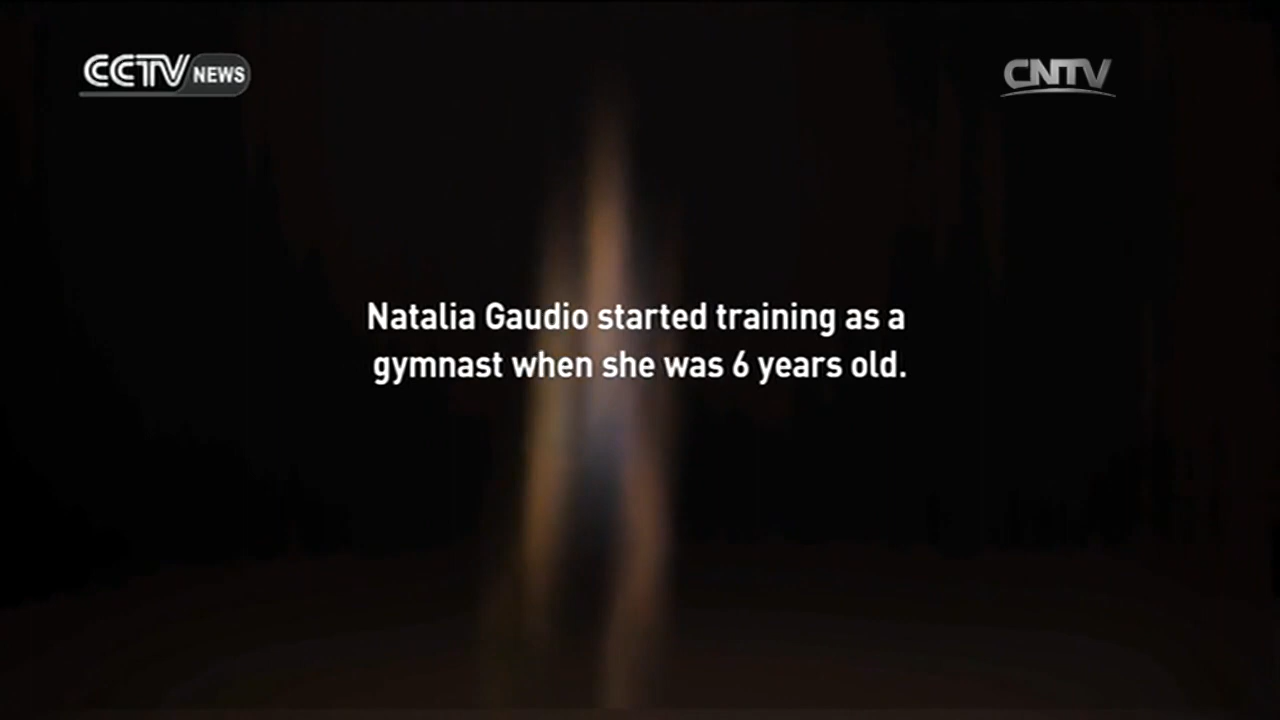 CCTV NEWS
CNTV
Natalia Gaudio started training as a
gymnast when she was 6 years old.